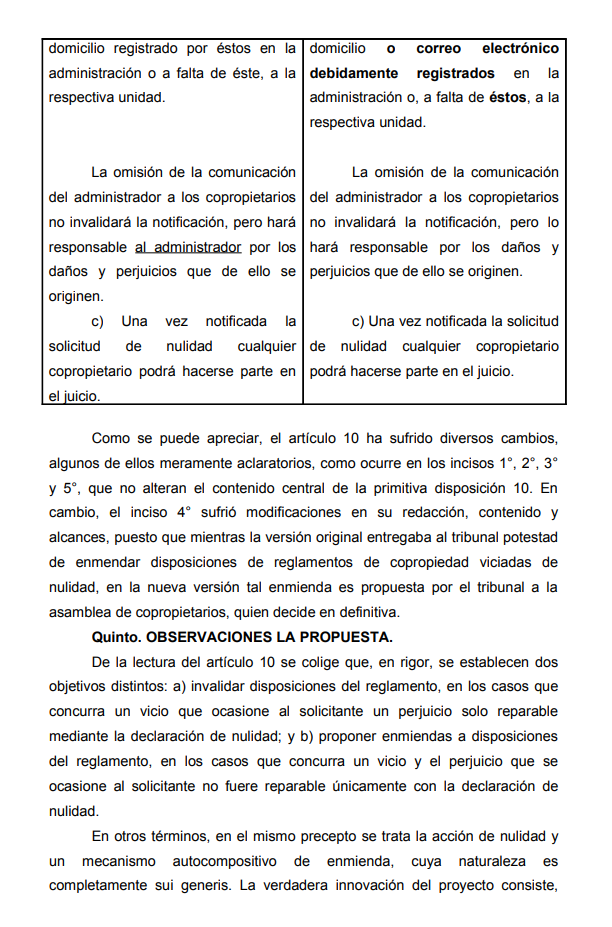 domicilio registrado por éstos en la
administración o a falta de éste, a la
respectiva unidad.
La omisión de la comunicación
del administrador a los copropietarios
no invalidará la notificación, pero hará
responsable al administrador por los
daños y perjuicios que de ello se
originen.
c) Una vez notificada la
solicitud de nulidad cualquier
copropietario podrá hacerse parte en
el juicio.
domicilio o correo electrónico
debidamente registrados en la
administración o, a falta de éstos, a la
respectiva unidad.
La omisión de la comunicación
del administrador a los copropietarios
no invalidará la notificación, pero lo
hará responsable por los daños y
perjuicios que de ello se originen.
c) Una vez notificada la solicitud
de nulidad cualquier copropietario
podrá hacerse parte en el juicio.
Como se puede apreciar, el artículo 10 ha sufrido diversos cambios,
algunos de ellos meramente aclaratorios, como ocurre en los incisos 1°, 2°, 3°
y 5°, que no alteran el contenido central de la primitiva disposición 10. En
cambio, el inciso 4° sufrió modificaciones en su redacción, contenido y
alcances, puesto que mientras la versión original entregaba al tribunal potestad
de enmendar disposiciones de reglamentos de copropiedad viciadas de
nulidad, en la nueva versión tal enmienda es propuesta por el tribunal a la
asamblea de copropietarios, quien decide en definitiva.
Quinto. OBSERVACIONES LA PROPUESTA.
De la lectura del artículo 10 se colige que, en rigor, se establecen dos
objetivos distintos: a) invalidar disposiciones del reglamento, en los casos que
concurra un vicio que ocasione al solicitante un perjuicio solo reparable
mediante la declaración de nulidad; y b) proponer enmiendas a disposiciones
del reglamento, en los casos que concurra un vicio y el perjuicio que se
ocasione al solicitante no fuere reparable únicamente con la declaración de
nulidad.
En otros términos, en el mismo precepto se trata la acción de nulidad y
un mecanismo autocompositivo de enmienda, cuya naturaleza es
completamente sui generis. La verdadera innovación del proyecto consiste,